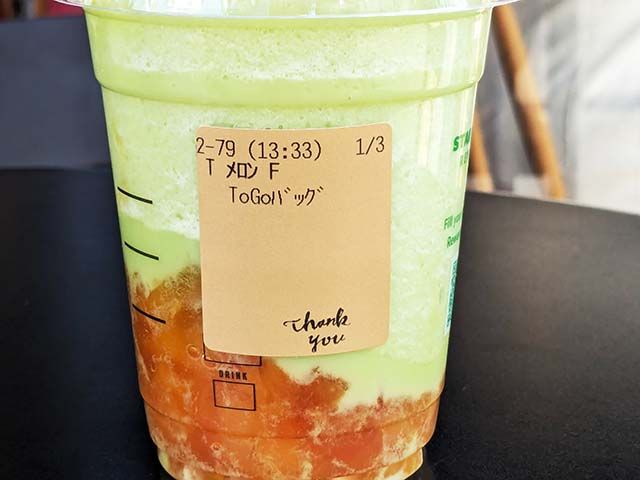 2-79 (13:33) 1/3
T ﾒﾛﾝ F
ToGoﾊﾞｯｸﾞ
Thank
you
DRINK
Fill